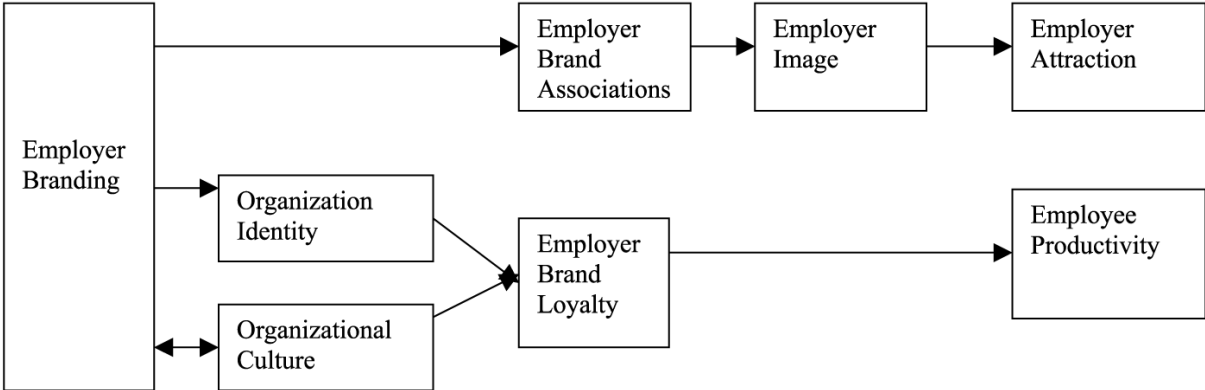 Employer
Branding
Employer
Brand
Associations
Employer
Image
Employer
Attraction
Organization
Identity
Organizational
Culture
Employer
Brand
Loyalty
Employee
Productivity